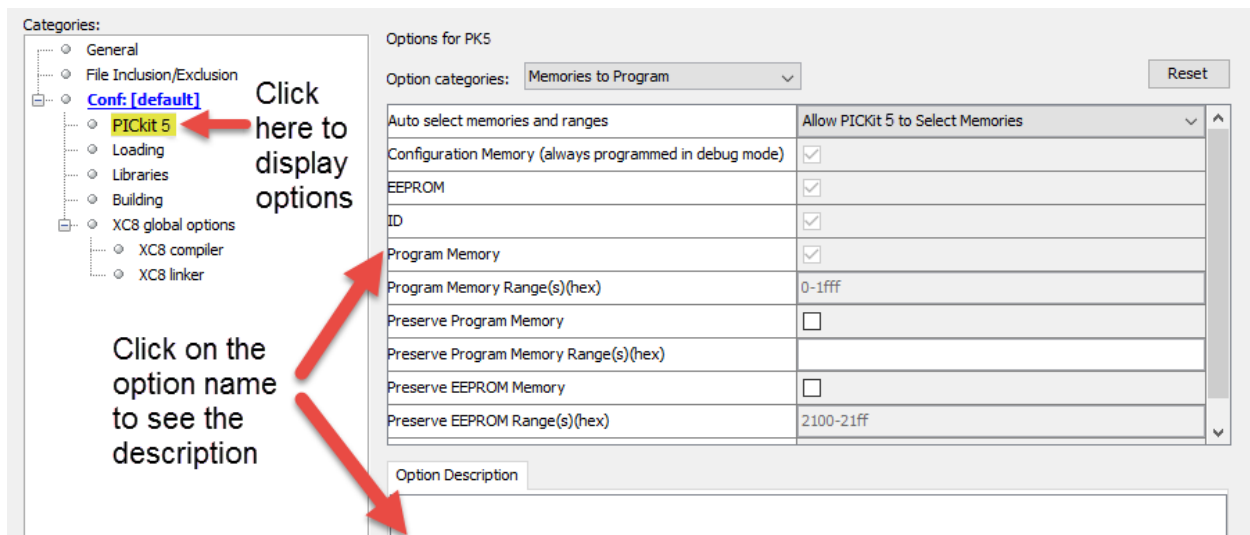 Categories:
General
File Inclusion/Exclusion
Conf: [default]
PICkit 5
Loading
Libraries
Building
XC8 global options
XC8 compiler
XC8 linker
Click
here to
display
options
Click on the
option name
to see the
description
Options for PK5
Option categories: Memories to Program Reset
Auto select memories and ranges Allow PICKit 5 to Select Memories
Configuration Memory (always programmed in debug mode)
EEPROM
ID
Program Memory
Program Memory Range(s)(hex) 0-1fff
Preserve Program Memory
Preserve Program Memory Range(s)(hex)
Preserve EEPROM Memory
Preserve EEPROM Range(s)(hex) 2100-21ff
Option Description